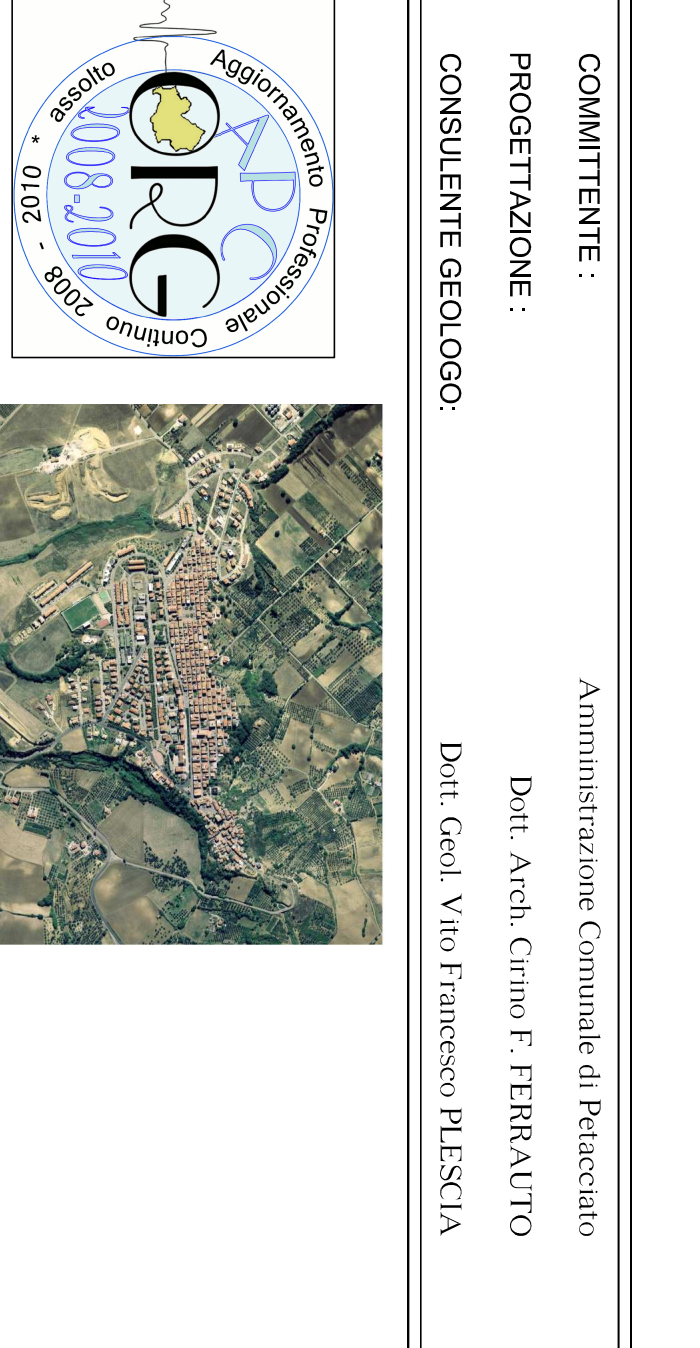 COMMITTENTE : Amministrazione Comunale di Petacciato
PROGETTAZIONE : Dott. Arch. Cirino F. FERRAUTO
CONSULENTE GEOLOGO: Dott. Geol. Vito Francesco PLESCIA
Aggiornamento Professionale Continuo 2008 - 2010 * assolto
APC
ORG
2008-2010